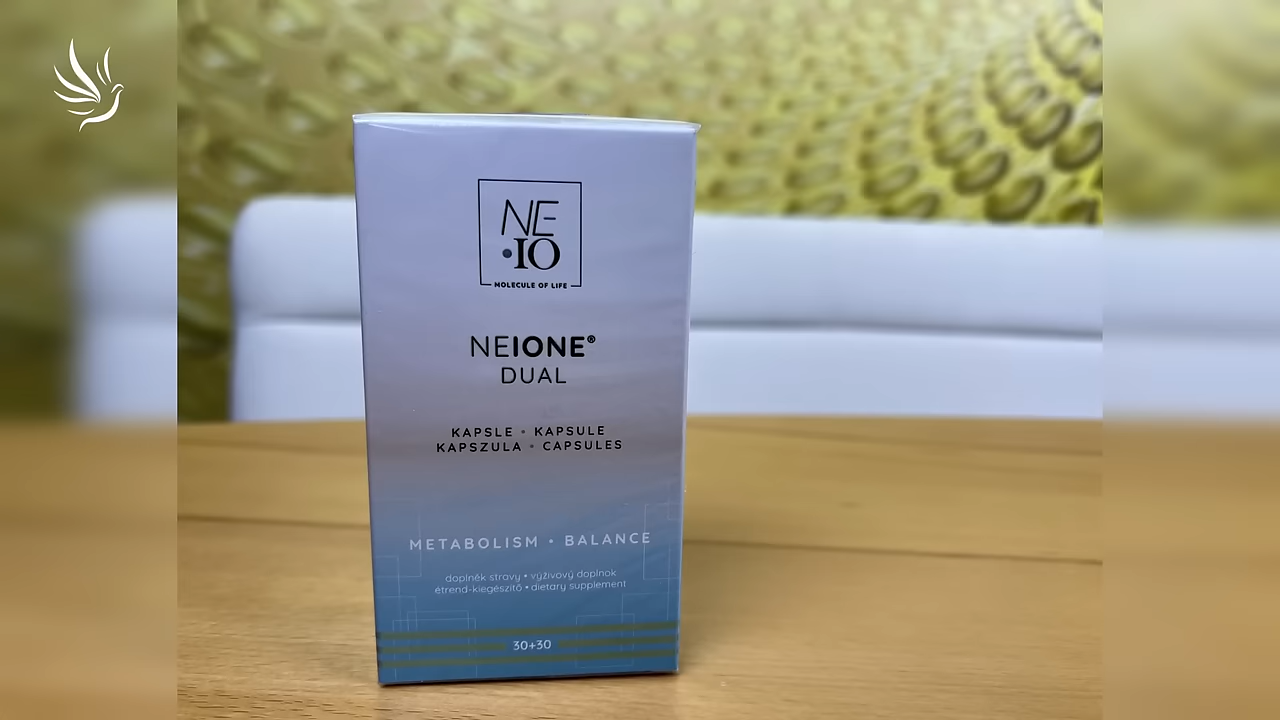 NE
•IO
MOLECULE OF LIFE
NEIONE®
DUAL
KAPSLE • KAPSULE
KAPSZULA • CAPSULES
METABOLISM • BALANCE
doplněk stravy • výživový doplnok
étrend-kiegészítő • dietary supplement
30+30